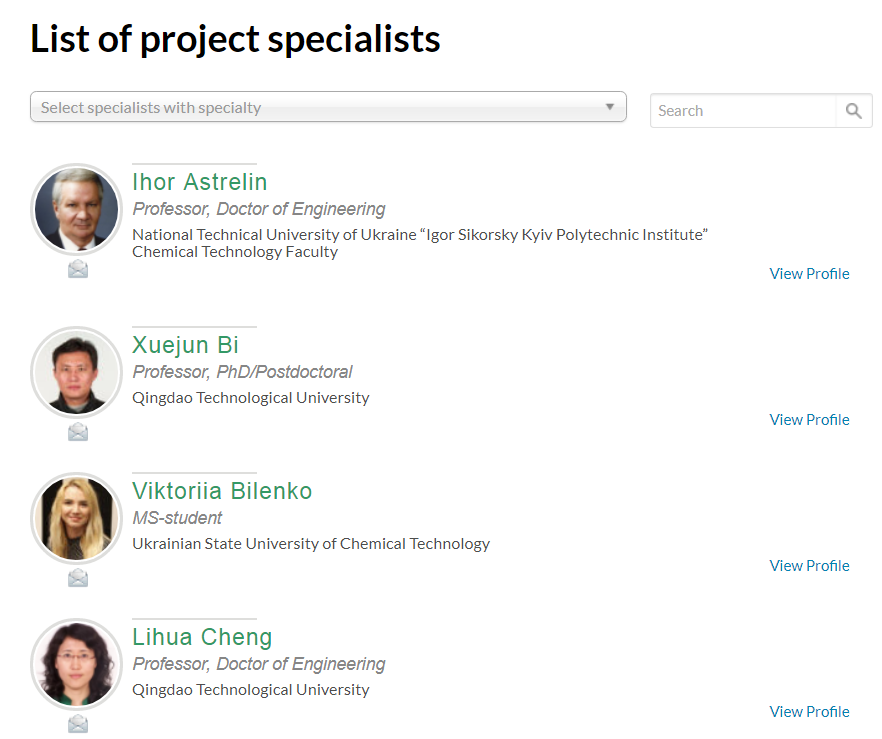 List of project specialists
Select specialists with specialty
Search
Ihor Astrelin
Professor, Doctor of Engineering
National Technical University of Ukraine “Igor Sikorsky Kyiv Polytechnic Institute”
Chemical Technology Faculty
View Profile
Xuejun Bi
Professor, PhD/Postdoctoral
Qingdao Technological University
View Profile
Viktoriia Bilenko
MS-student
Ukrainian State University of Chemical Technology
View Profile
Lihua Cheng
Professor, Doctor of Engineering
Qingdao Technological University
View Profile